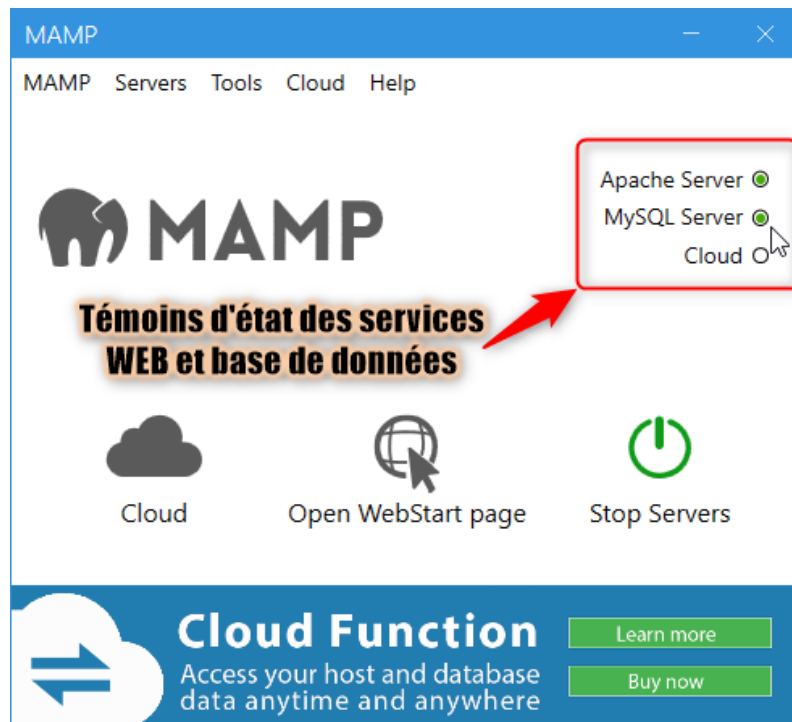 MAMP
MAMP Servers Tools Cloud Help
Apache Server
MySQL Server
Cloud
MAMP
Témoins d'état des services
WEB et base de données
Cloud
Open WebStart page
Stop Servers
Cloud Function
Access your host and database
data anytime and anywhere
Learn more
Buy now